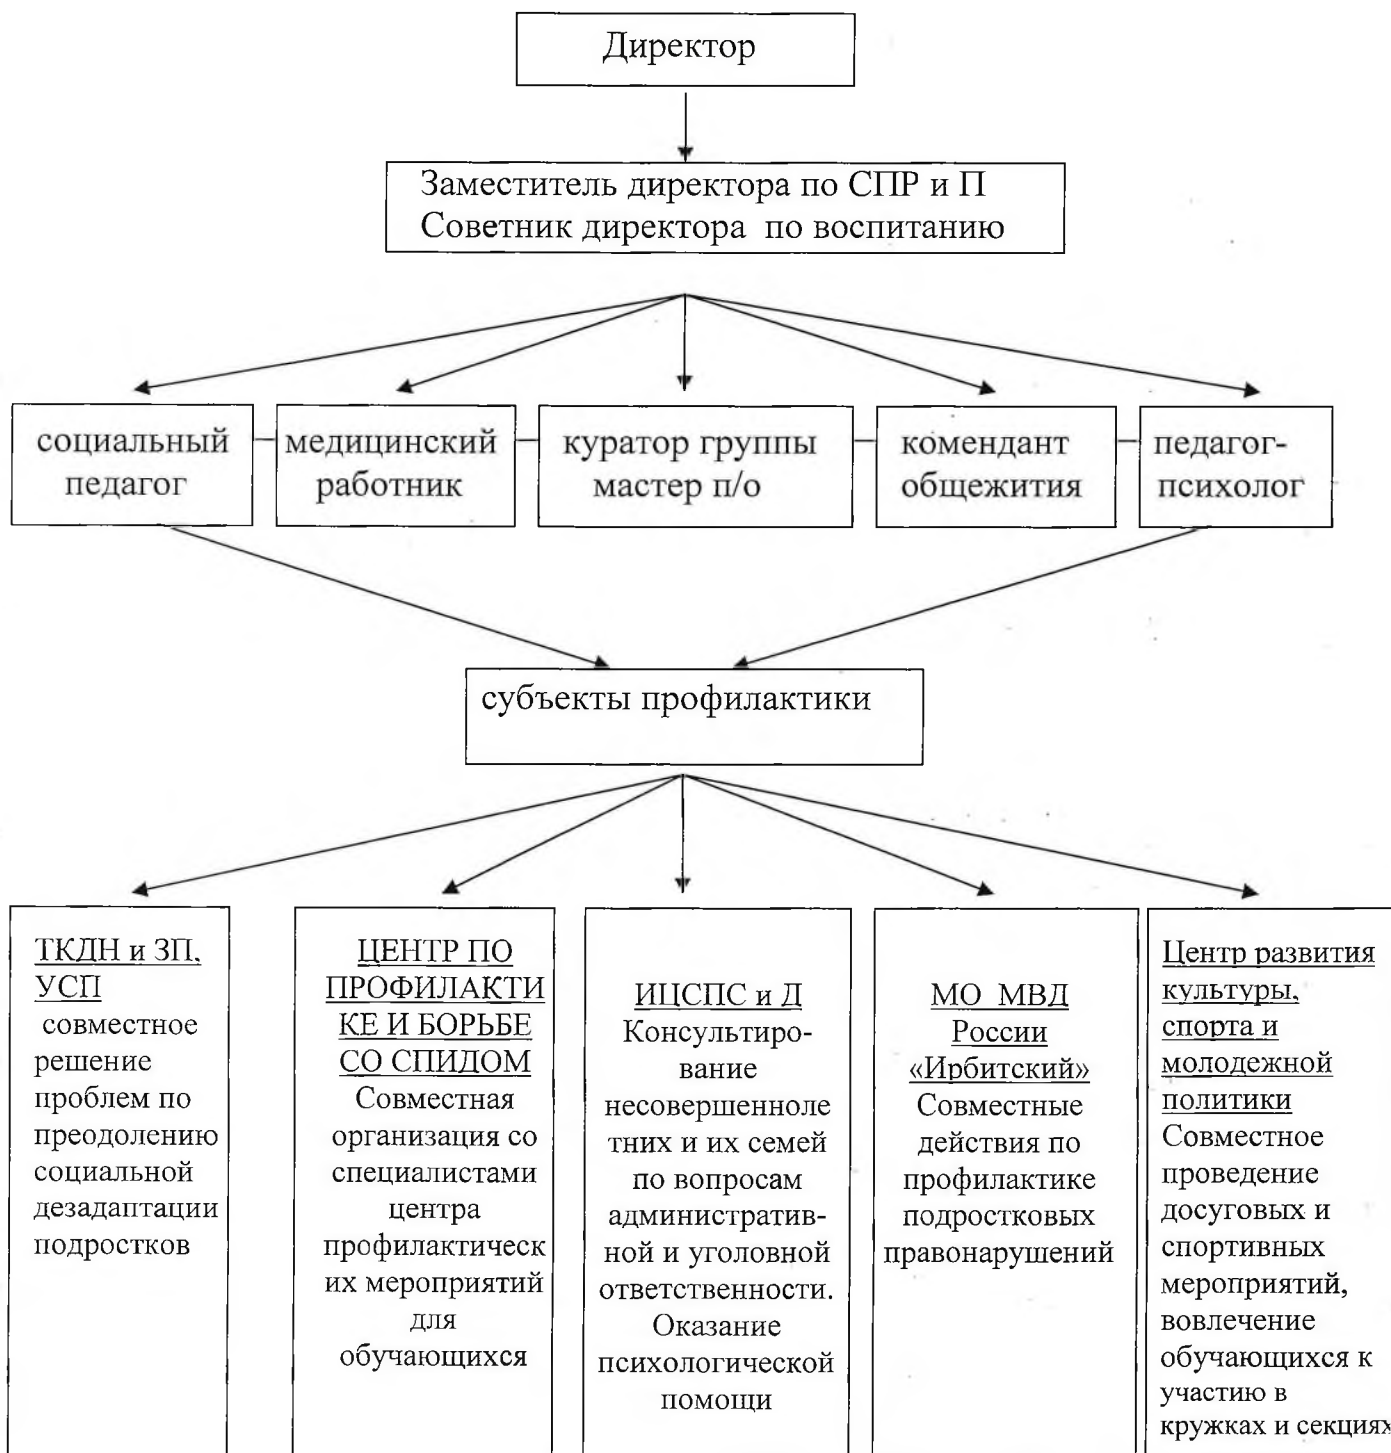 Директор
Заместитель директора по СПР и П
Советник директора по воспитанию
социальный
педагог
медицинский
работник
куратор группы
мастер п/о
комендант
общежития
педагог-
психолог
субъекты профилактики
ТКДН и ЗП,
УСП
совместное
решение
проблем по
преодолению
социальной
дезадаптации
подростков
ЦЕНТР ПО
ПРОФИЛАКТИ
КЕ И БОРЬБЕ
СО СПИДОМ
Совместная
организация со
специалистами
центра
профилактическ
их мероприятий
для
обучающихся
ИЦСПС и Д
Консультиро-
вание
несовершенноле
тних и их семей
по вопросам
административ-
ной и уголовной
ответственности.
Оказание
психологической
помощи
МО МВД
России
«Ирбитский»
Совместные
действия по
профилактике
подростковых
правонарушений
Центр развития
культуры,
спорта и
молодежной
политики
Совместное
проведение
досуговых и
спортивных
мероприятий,
вовлечение
обучающихся к
участию в
кружках и секциях